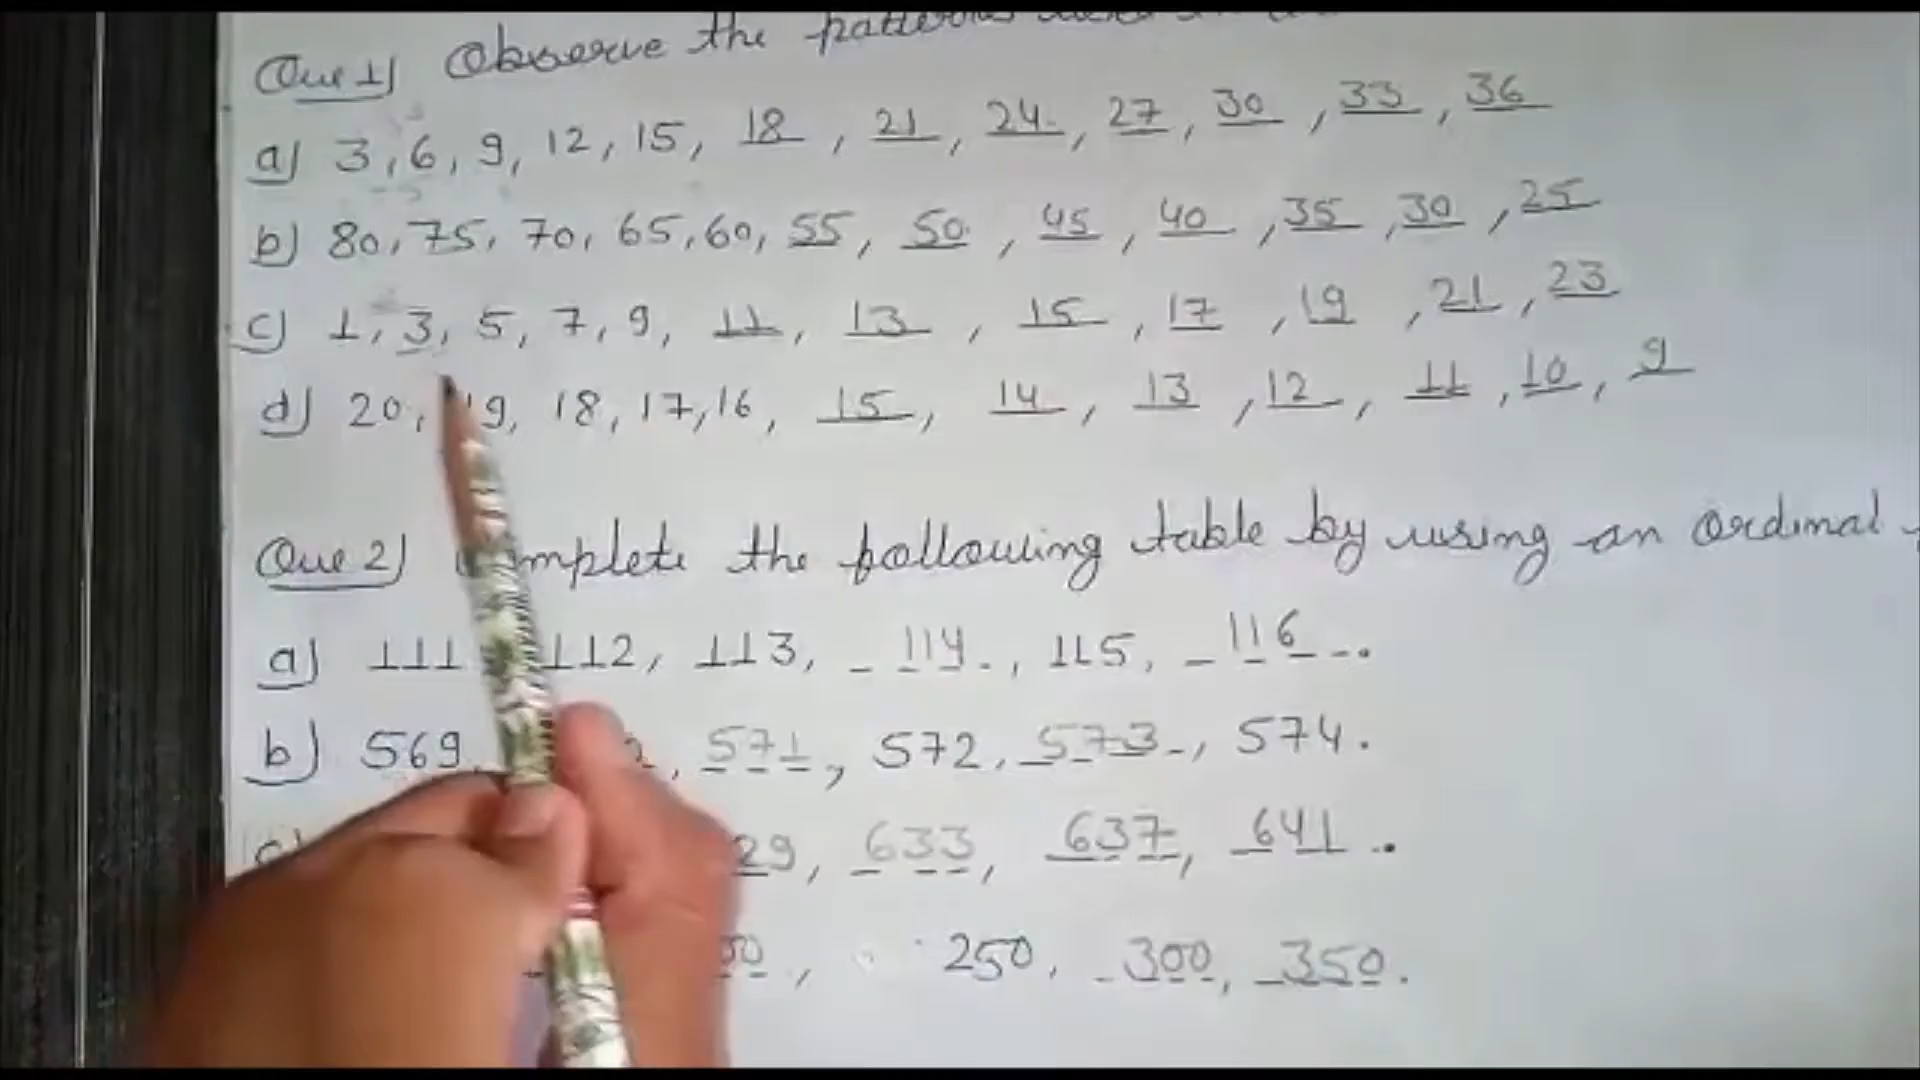 Que 1) Observe the patterns
a) 3, 6, 9, 12, 15, 18, 21, 24, 27, 30, 33, 36
b) 80, 75, 70, 65, 60, 55, 50, 45, 40, 35, 30, 25
c) 1, 3, 5, 7, 9, 11, 13, 15, 17, 19, 21, 23
d) 20, 19, 18, 17, 16, 15, 14, 13, 12, 11, 10, 9
Que 2) Complete the following table by using an ordinal
a) 111 112, 113, 114, 115, 116.
b) 569, 571, 572, 573, 574.
c) 29, 633, 637, 641.
00, 250, 300, 350.